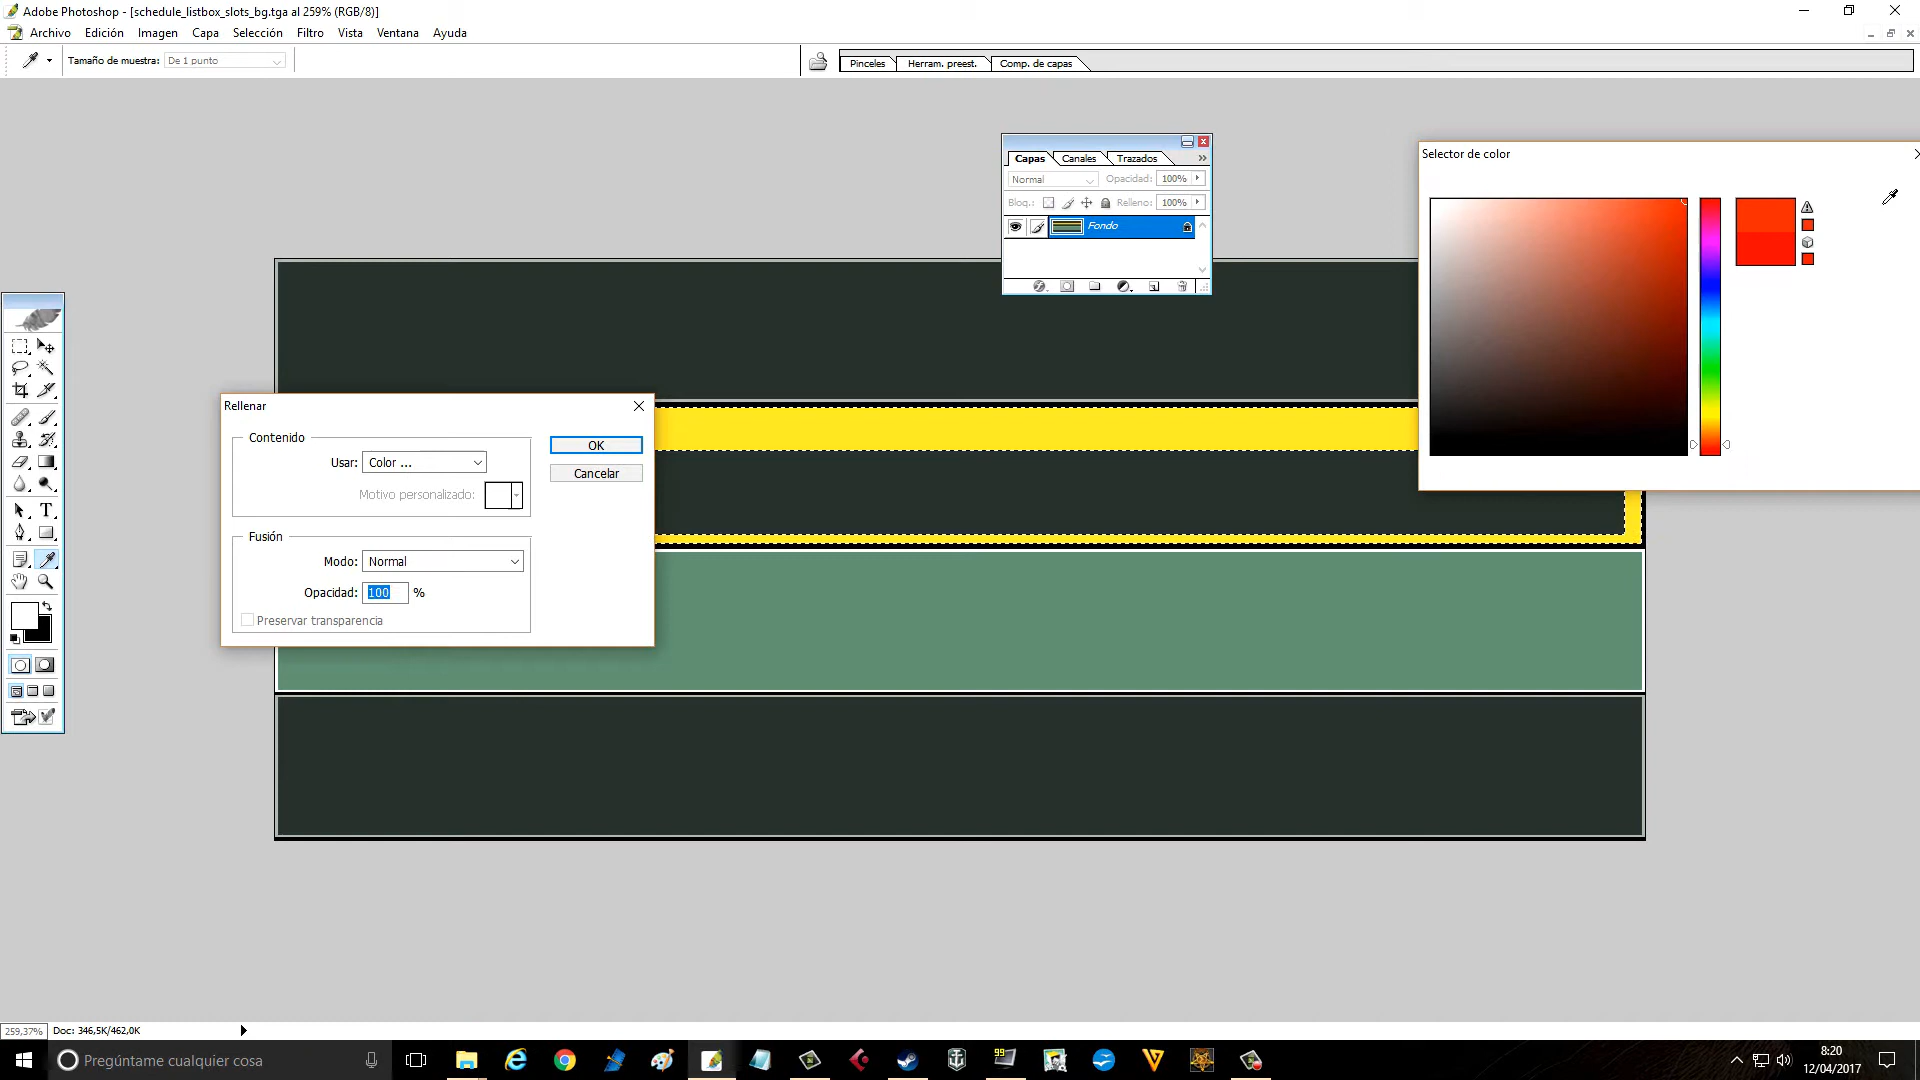 Adobe Photoshop - [schedule_listbox_slots_bg.tga al 259% (RGB/8)]
Archivo Edición Imagen Capa Selección Filtro Vista Ventana Ayuda
Tamaño de muestra: De 1 punto
Pinceles Herram. preest. Comp. de capas
Capas Canales Trazados
Normal Opacidad: 100%
Bloq.: Relleno: 100%
Fondo
Selector de color
Rellenar
Contenido
Usar: Color ...
Motivo personalizado:
OK
Cancelar
Fusión
Modo: Normal
Opacidad: 100 %
Preservar transparencia
T
259,37% Doc: 346,5K/462,0K
Pregúntame cualquier cosa
99
8:20
12/04/2017